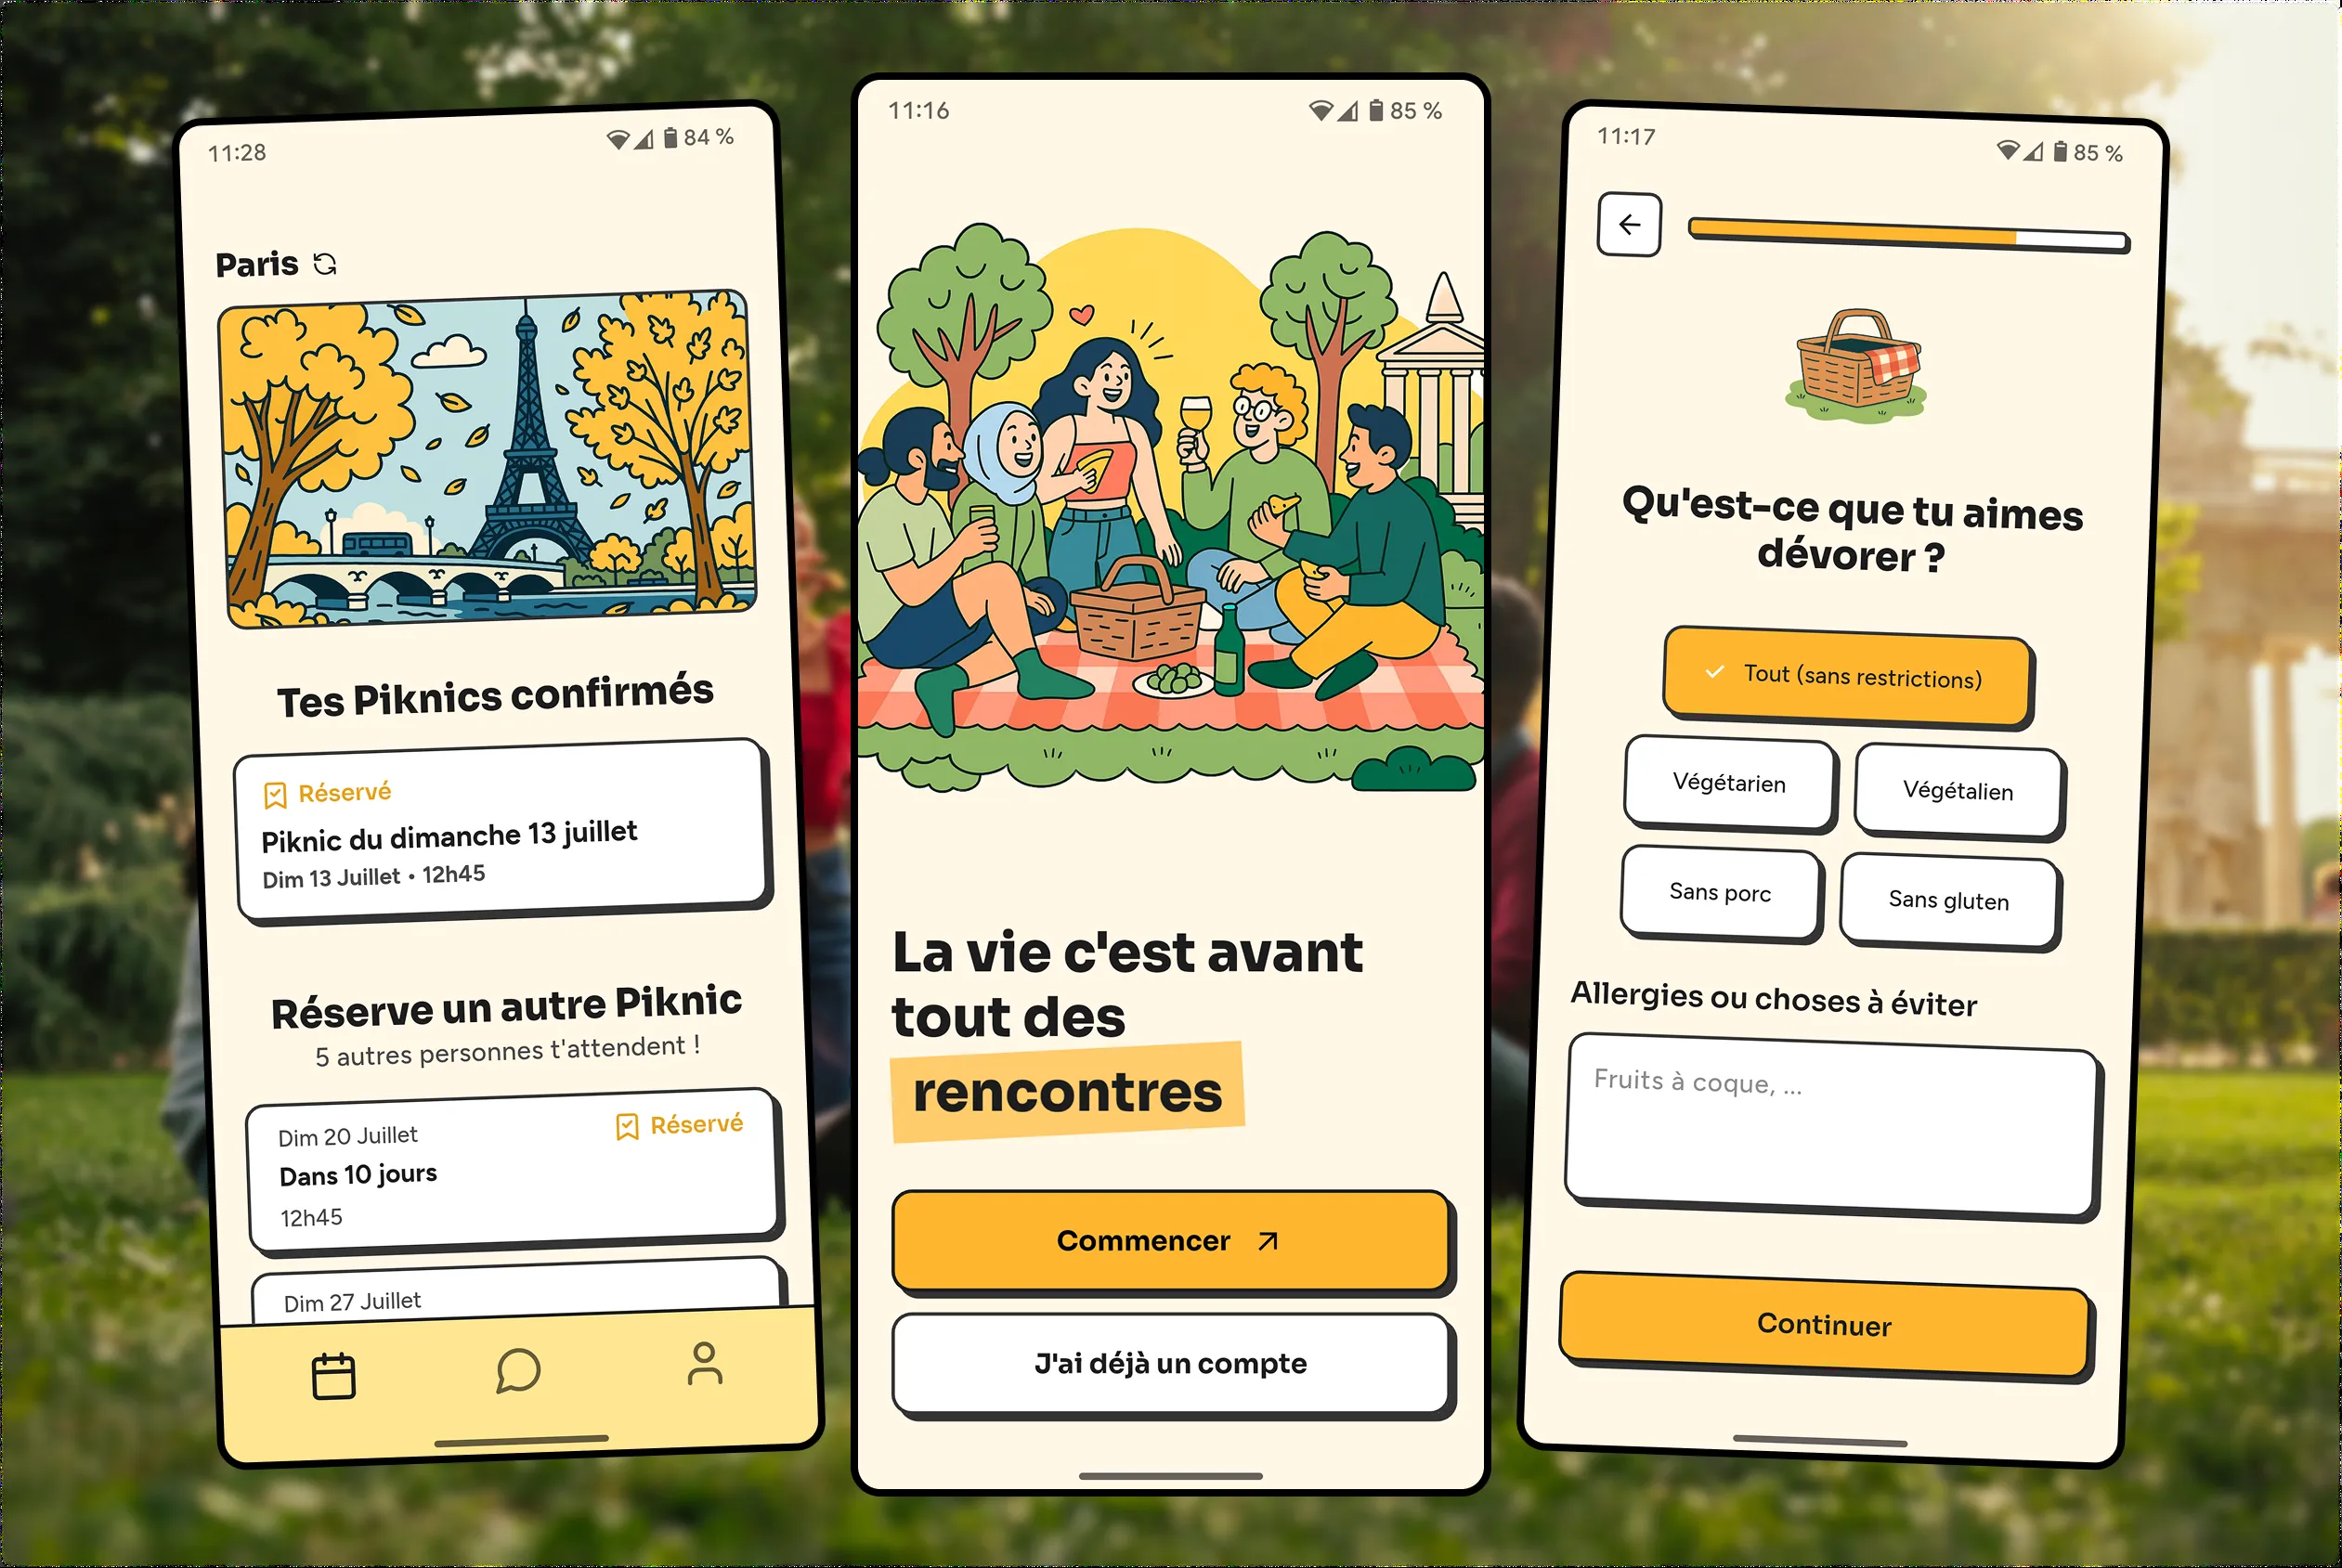 11:28
84 %
Paris
Tes Piknics confirmés
Réservé
Piknic du dimanche 13 juillet
Dim 13 Juillet • 12h45
Réserve un autre Piknic
5 autres personnes t'attendent !
Dim 20 Juillet
Réservé
Dans 10 jours
12h45
Dim 27 Juillet
11:16
85 %
La vie c'est avant
tout des
rencontres
Commencer
J'ai déjà un compte
11:17
85 %
Qu'est-ce que tu aimes
dévorer ?
Tout (sans restrictions)
Végétarien
Végétalien
Sans porc
Sans gluten
Allergies ou choses à éviter
Fruits à coque, ...
Continuer